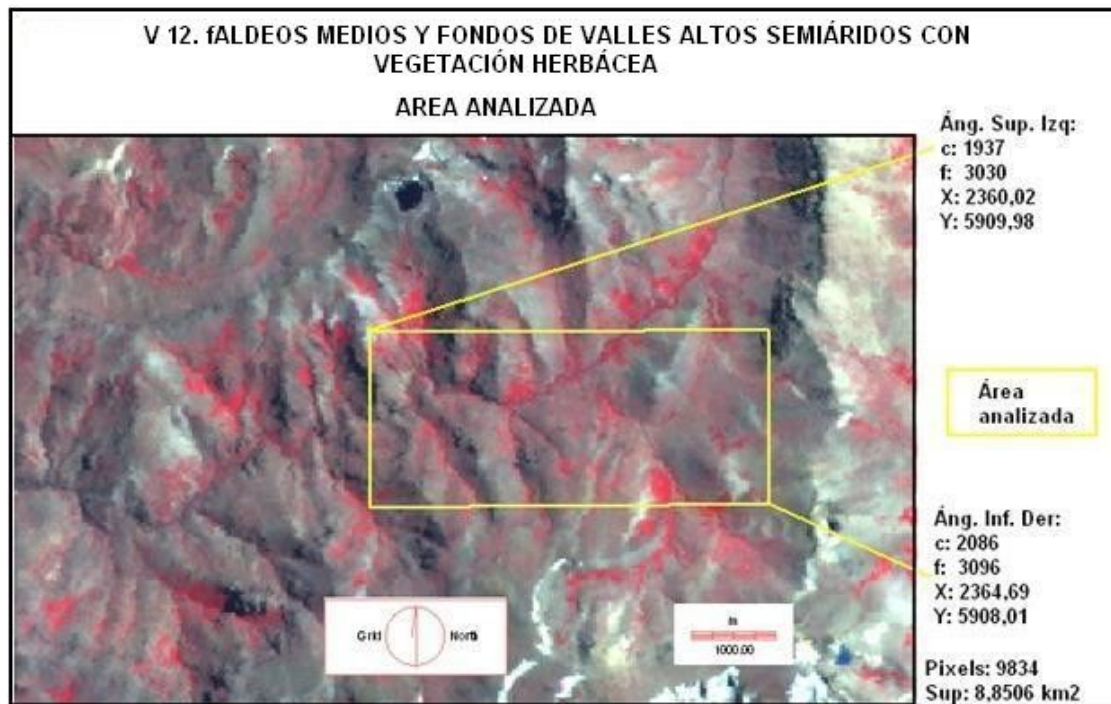 V 12. fALDEOS MEDIOS Y FONDOS DE VALLES ALTOS SEMIÁRIDOS CON
VEGETACIÓN HERBÁCEA
AREA ANALIZADA
Áng. Sup. Izq:
c: 1937
f: 3030
X: 2360,02
Y: 5909,98
Área
analizada
Áng. Inf. Der:
c: 2086
f: 3096
X: 2364,69
Y: 5908,01
Pixels: 9834
Sup: 8,8506 km2
Grid North
m
1000.00